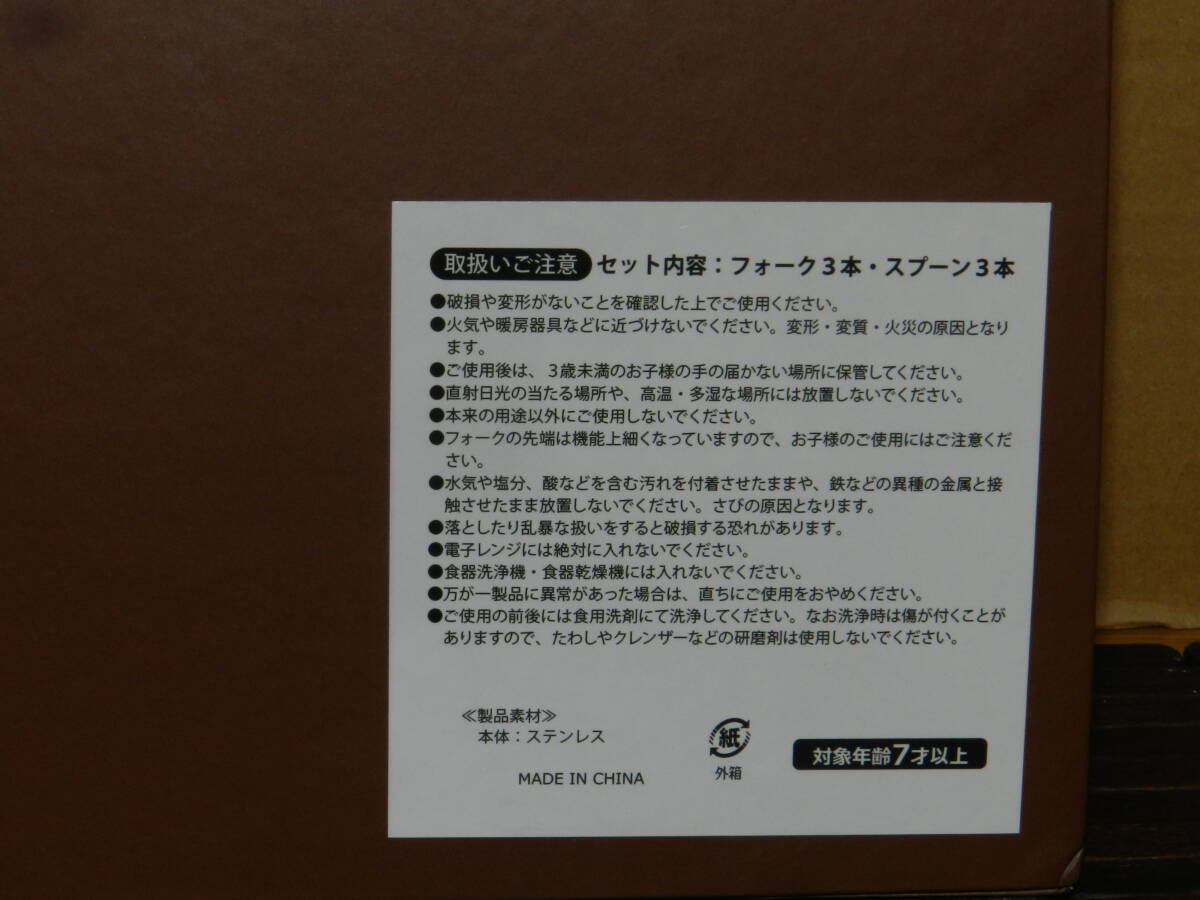 取扱いご注意 セット内容：フォーク３本・スプーン３本
●破損や変形がないことを確認した上でご使用ください。
●火気や暖房器具などに近づけないでください。変形・変質・火災の原因となり
ます。
●ご使用後は、３歳未満のお子様の手の届かない場所に保管してください。
●直射日光の当たる場所や、高温・多湿な場所には放置しないでください。
●本来の用途以外にご使用しないでください。
●フォークの先端は機能上細くなっていますので、お子様のご使用にはご注意くだ
さい。
●水気や塩分、酸などを含む汚れを付着させたままや、鉄などの異種の金属と接
触させたまま放置しないでください。さびの原因となります。
●落としたり乱暴な扱いをすると破損する恐れがあります。
●電子レンジには絶対に入れないでください。
●食器洗浄機・食器乾燥機には入れないでください。
●万が一製品に異常があった場合は、直ちにご使用をおやめください。
●ご使用の前後には食用洗剤にて洗浄してください。なお洗浄時は傷が付くことが
ありますので、たわしやクレンザーなどの研磨剤は使用しないでください。
≪製品素材≫
本体：ステンレス
MADE IN CHINA
紙
外箱
対象年齢7才以上